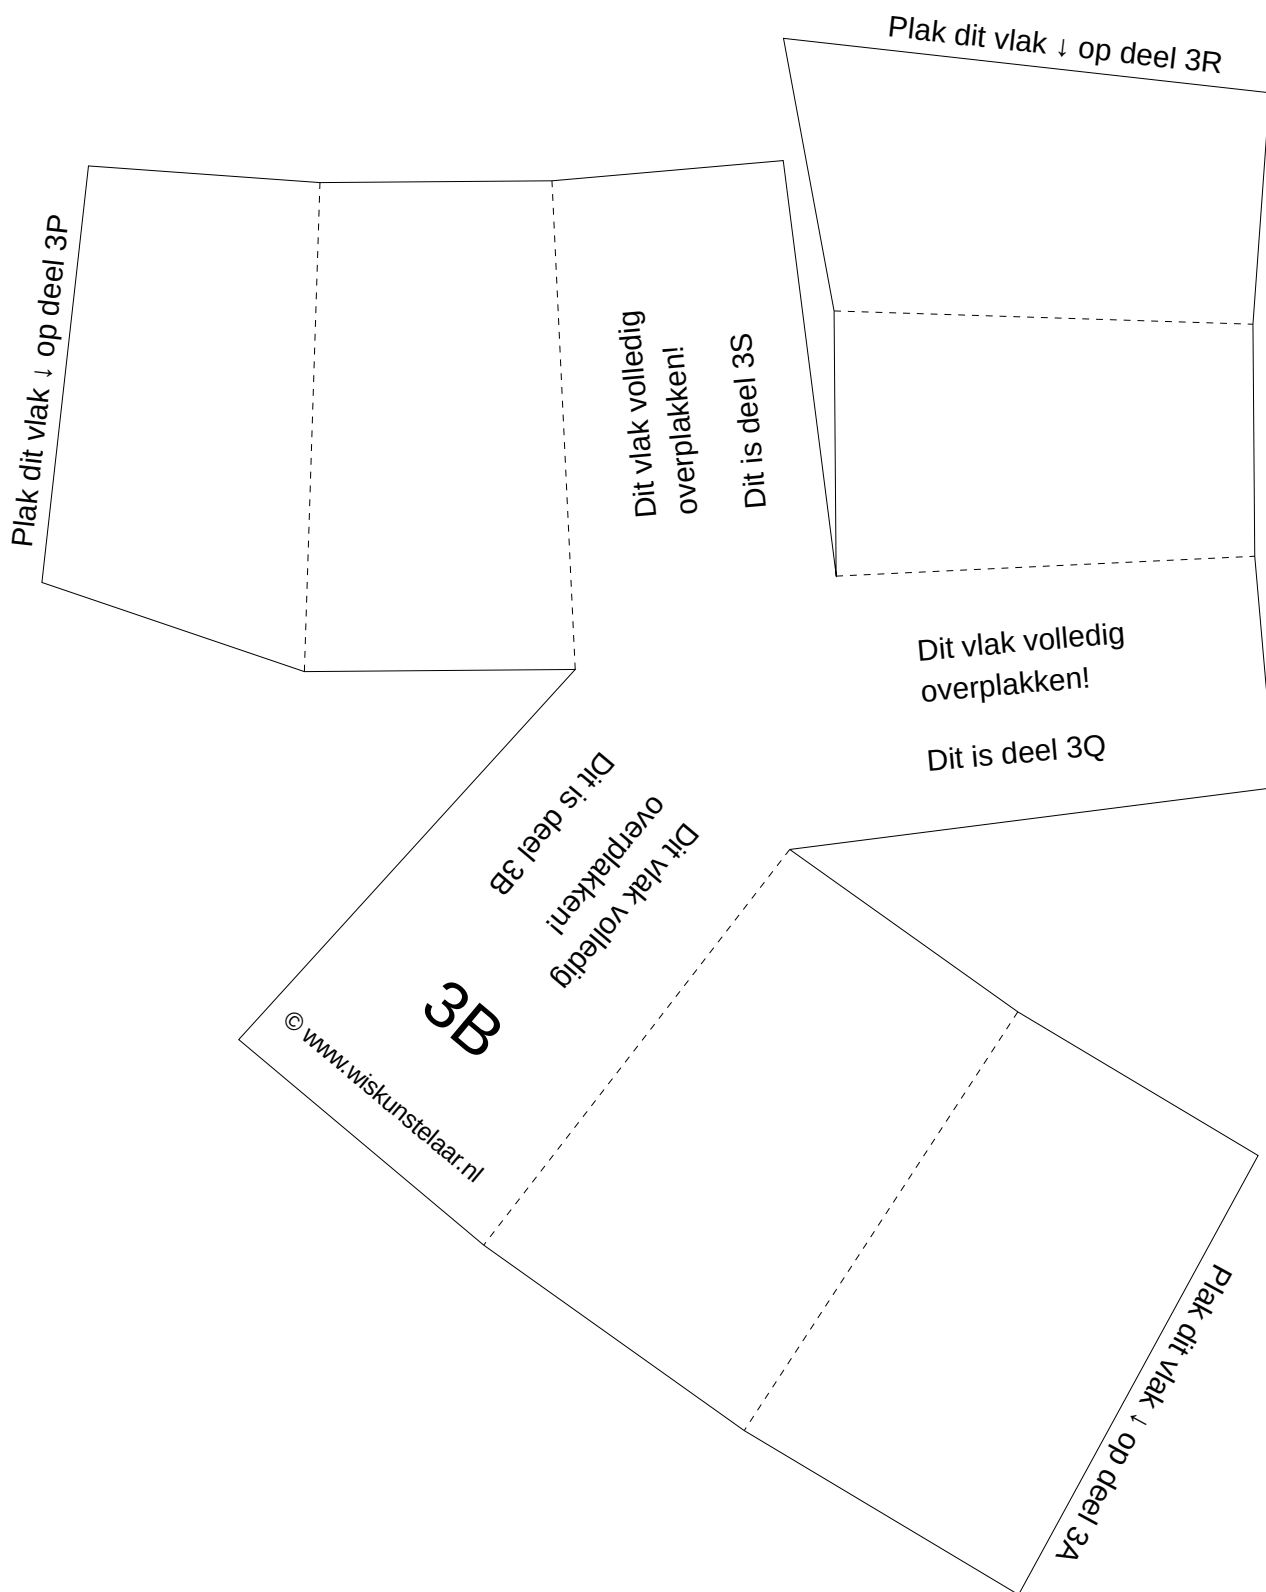 Plak dit vlak ↓ op deel 3R
Plak dit vlak ↓ op deel 3P
Dit vlak volledig
overplakken!
Dit is deel 3S
Dit vlak volledig
overplakken!
Dit is deel 3Q
Dit vlak volledig
overplakken!
Dit is deel 3B
3B
© www.wiskunstelaar.nl
Plak dit vlak ↓ op deel 3A